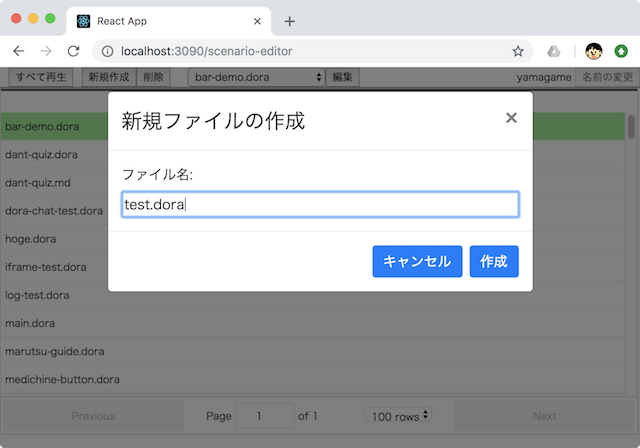 React App
localhost:3090/scenario-editor
すべて再生 新規作成 削除 bar-demo.dora 編集 yamagame 名前の変更
新規ファイルの作成 ×
ファイル名:
test.dora
キャンセル 作成
bar-demo.dora
dant-quiz.dora
dant-quiz.md
dora-chat-test.dora
hoge.dora
iframe-test.dora
log-test.dora
main.dora
marutsu-guide.dora
medichine-button.dora
Previous Page 1 of 1 100 rows Next